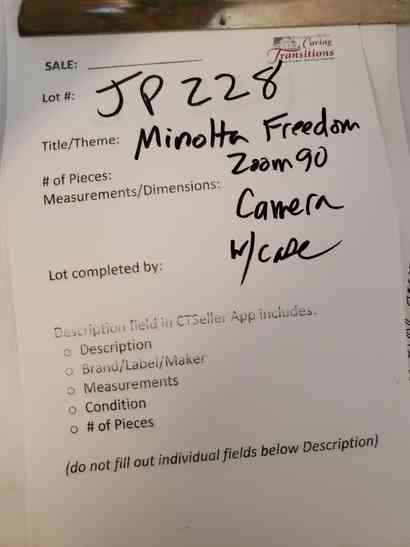 Caring
Transitions
SALE:
Lot #: JP 228
Title/Theme: Minolta Freedom
Zoom 90
# of Pieces:
Measurements/Dimensions:
Camera
w/case
Lot completed by:
Description field in CTSeller App includes:
Description
Brand/Label/Maker
Measurements
Condition
# of Pieces
(do not fill out individual fields below Description)